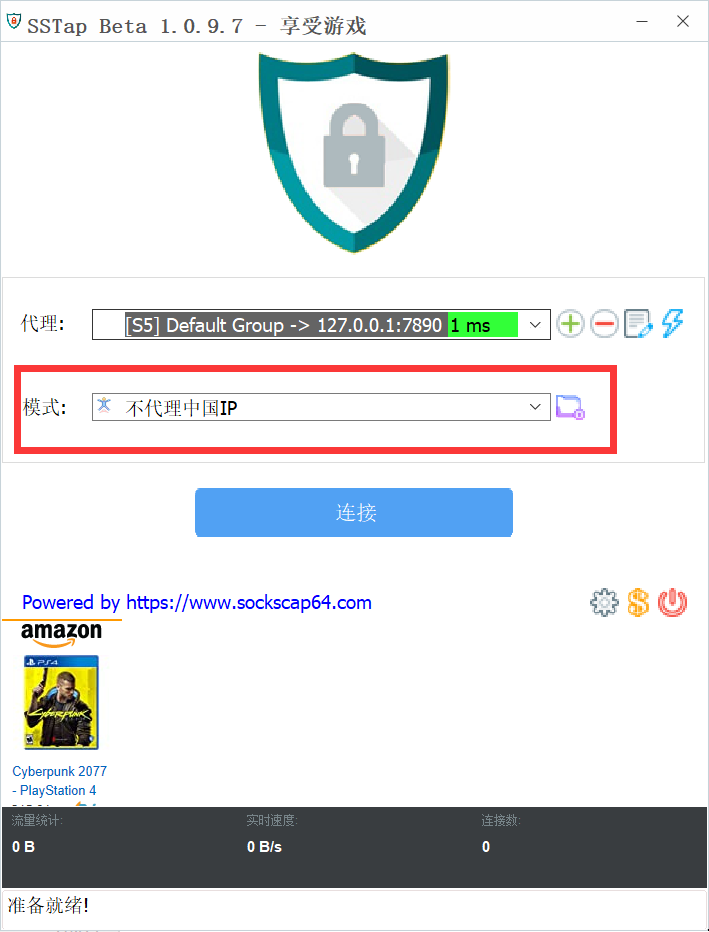 SSTap Beta 1.0.9.7 - 享受游戏
代理: [S5] Default Group -> 127.0.0.1:7890 1 ms
模式: 不代理中国IP
连接
Powered by https://www.sockscap64.com
amazon
PS4
Cyberpunk
Cyberpunk 2077
- PlayStation 4
流量统计: 实时速度: 连接数:
0 B 0 B/s 0
准备就绪!